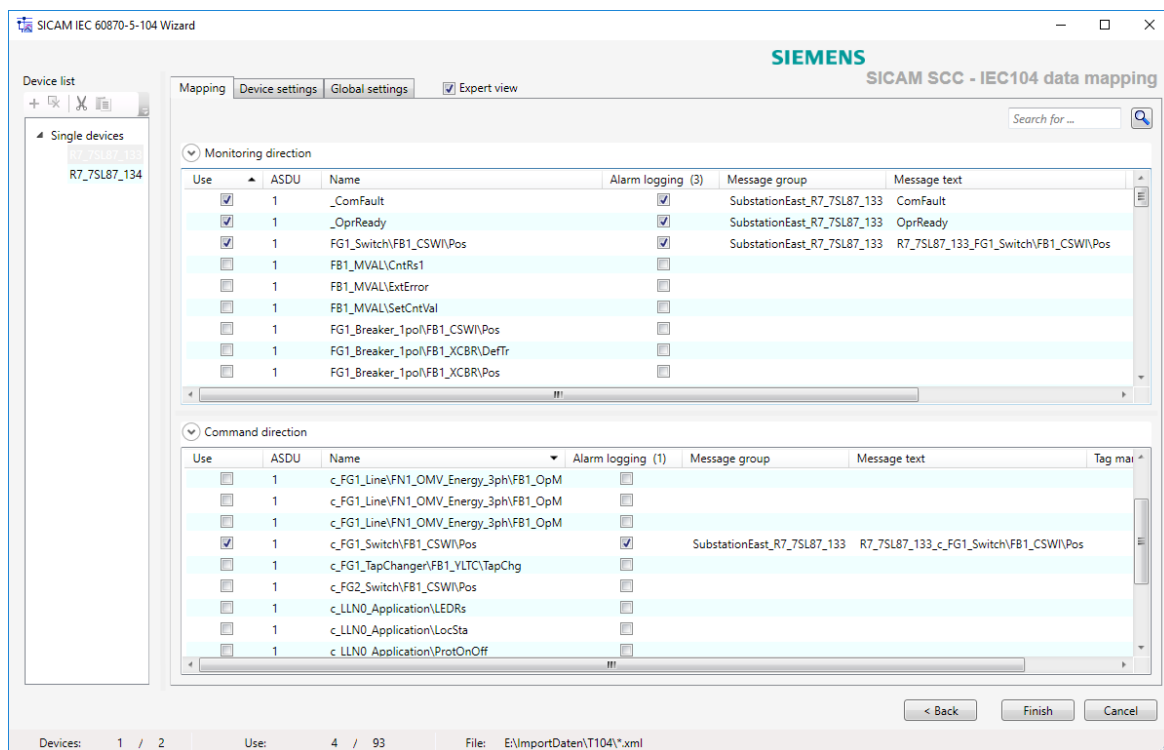 SICAM IEC 60870-5-104 Wizard
SIEMENS
SICAM SCC - IEC104 data mapping
Device list
Mapping Device settings Global settings Expert view
Search for ...
Single devices
R7_7SL87_133
R7_7SL87_134
Monitoring direction
Use ASDU Name Alarm logging (3) Message group Message text
1 _ComFault SubstationEast_R7_7SL87_133 ComFault
1 _OprReady SubstationEast_R7_7SL87_133 OprReady
1 FG1_Switch\FB1_CSWI\Pos SubstationEast_R7_7SL87_133 R7_7SL87_133_FG1_Switch\FB1_CSWI\Pos
1 FB1_MVAL\CntRs1
1 FB1_MVAL\ExtError
1 FB1_MVAL\SetCntVal
1 FG1_Breaker_1pol\FB1_CSWI\Pos
1 FG1_Breaker_1pol\FB1_XCBR\DefTr
1 FG1_Breaker_1pol\FB1_XCBR\Pos
Command direction
Use ASDU Name Alarm logging (1) Message group Message text Tag mai
1 c_FG1_Line\FN1_OMV_Energy_3ph\FB1_OpM
1 c_FG1_Line\FN1_OMV_Energy_3ph\FB1_OpM
1 c_FG1_Line\FN1_OMV_Energy_3ph\FB1_OpM
1 c_FG1_Switch\FB1_CSWI\Pos SubstationEast_R7_7SL87_133 R7_7SL87_133_c_FG1_Switch\FB1_CSWI\Pos
1 c_FG1_TapChanger\FB1_YLTC\TapChg
1 c_FG2_Switch\FB1_CSWI\Pos
1 c_LLN0_Application\LEDRs
1 c_LLN0_Application\LocSta
1 c_LLN0_Application\ProtOnOff
< Back Finish Cancel
Devices: 1 / 2 Use: 4 / 93 File: E:\ImportDaten\T104\*.xml